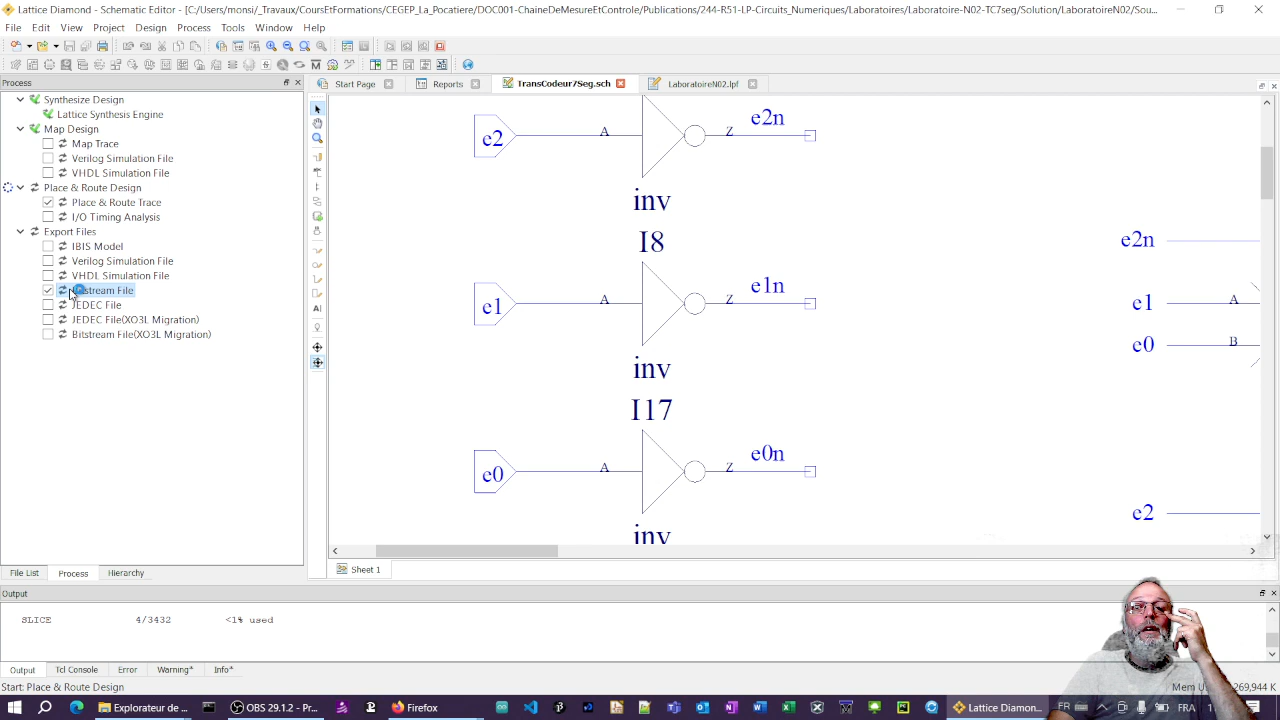 Lattice Diamond - Schematic Editor - [C:/Users/monsi/_Travaux/CoursEtFormations/CEGEP_La_Pocatiere/DOC001-ChaineDeMesureEtControle/Publications/244-R51-LP-Circuits_Numeriques/Laboratoires/Laboratoire-N02-TC7seg/Solution/LaboratoireN02/Sou...
File Edit View Project Design Process Tools Window Help
Process
Start Page
Reports
TransCodeur7Seg.sch
LaboratoireN02.lpf
Synthesize Design
Lattice Synthesis Engine
Map Design
Map Trace
Verilog Simulation File
VHDL Simulation File
Place & Route Design
Place & Route Trace
I/O Timing Analysis
Export Files
IBIS Model
Verilog Simulation File
VHDL Simulation File
File
JEDEC File
JEDEC File(XO3L Migration)
Bitstream File(XO3L Migration)
e2 A Z e2n
inv
I8
e1 A Z e1n
inv
I17
e0 A Z e0n
inv
e2n
e1 A
e0 B
e2
Sheet 1
File List Process Hierarchy
Output
SLICE 4/3432 <1% used
Output Tcl Console Error Warning* Info*
Start: Place & Route Design
269,944 K
Explorateur de ...
OBS 29.1.2 - Pr...
Firefox
Lattice Diamond...
FR
FRA